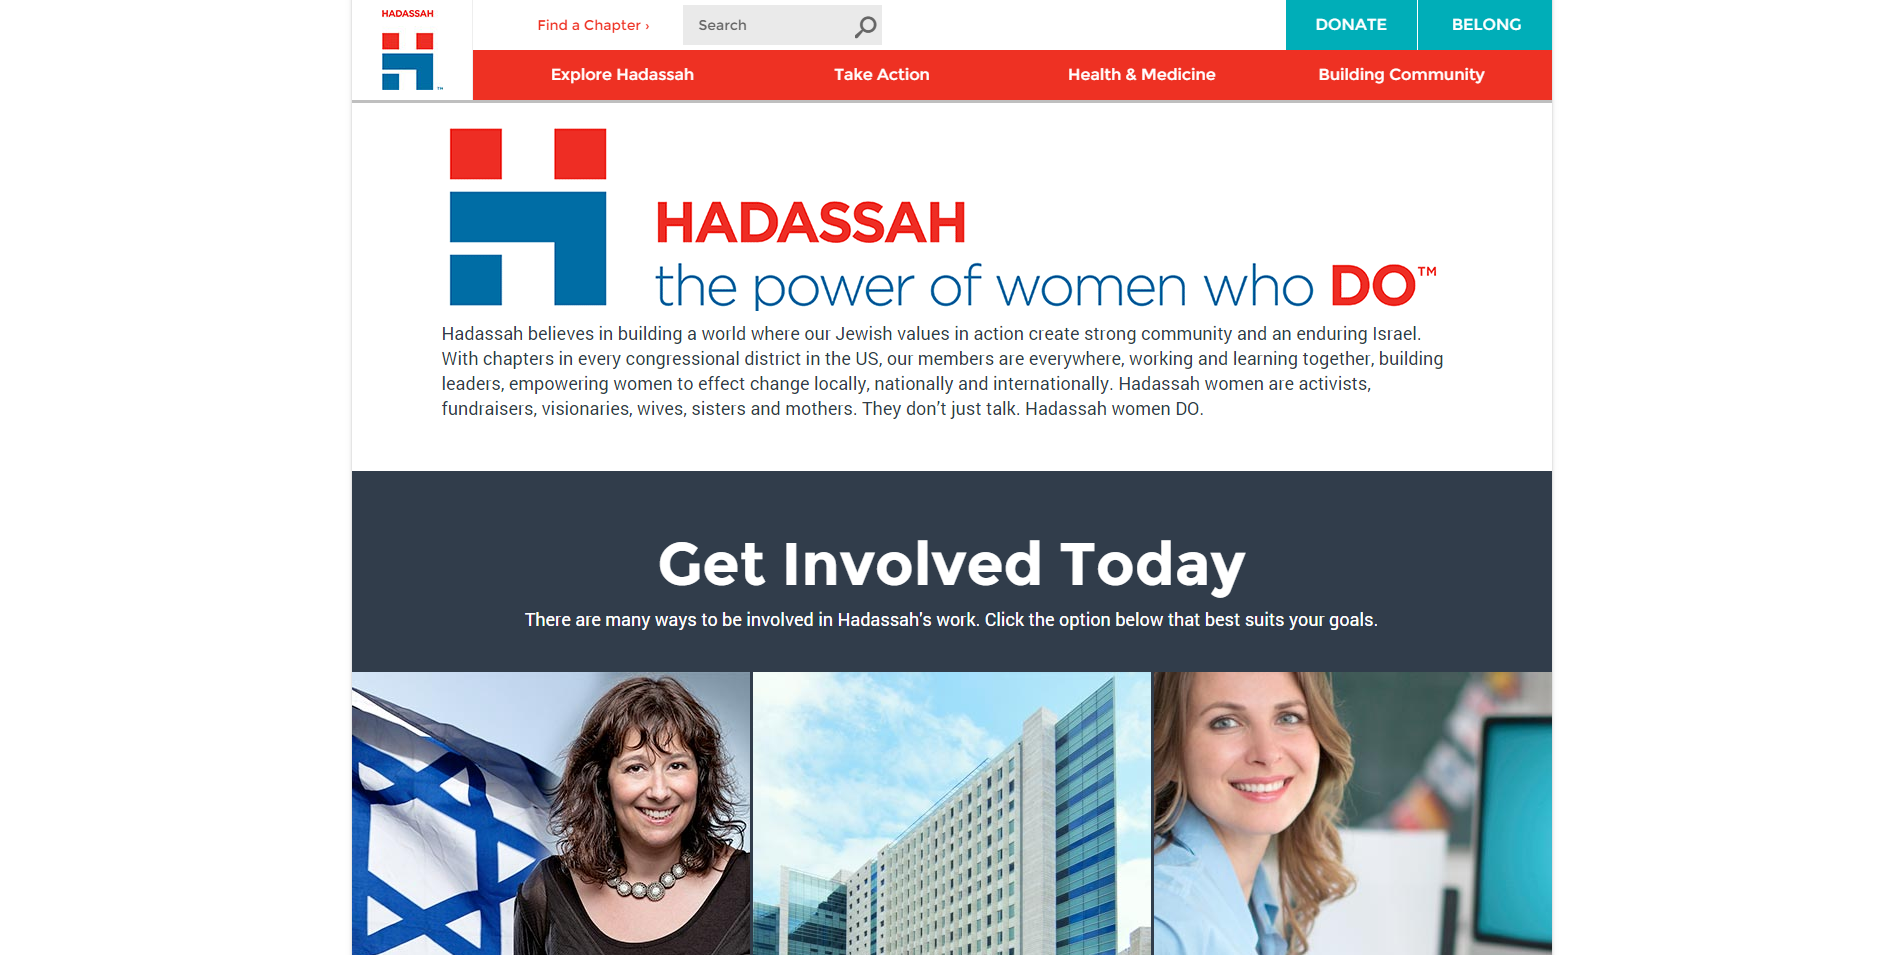 HADASSAH
TM
Find a Chapter ›
Search
DONATE
BELONG
Explore Hadassah
Take Action
Health & Medicine
Building Community
HADASSAH
the power of women who DO™
Hadassah believes in building a world where our Jewish values in action create strong community and an enduring Israel.
With chapters in every congressional district in the US, our members are everywhere, working and learning together, building
leaders, empowering women to effect change locally, nationally and internationally. Hadassah women are activists,
fundraisers, visionaries, wives, sisters and mothers. They don’t just talk. Hadassah women DO.
Get Involved Today
There are many ways to be involved in Hadassah's work. Click the option below that best suits your goals.